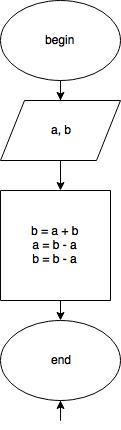 begin
a, b
b = a + b
a = b - a
b = b - a
end